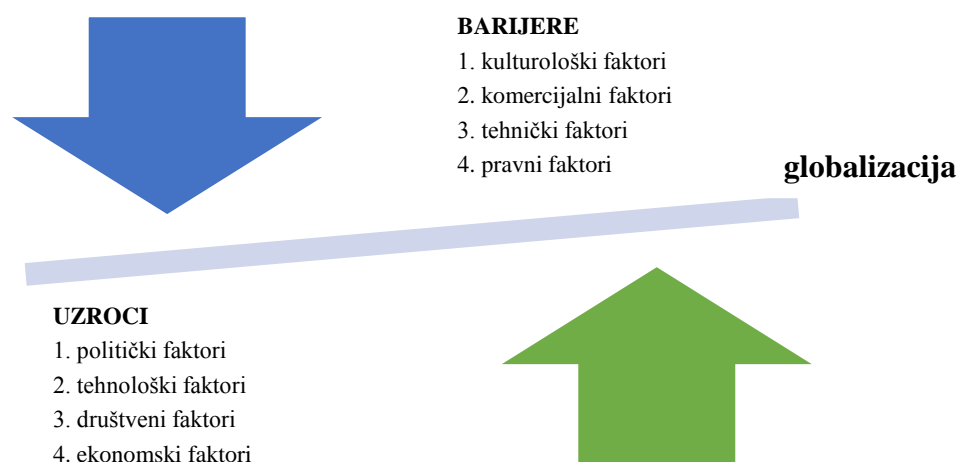 BARIJERE
1. kulturološki faktori
2. komercijalni faktori
3. tehnički faktori
4. pravni faktori
globalizacija
UZROCI
1. politički faktori
2. tehnološki faktori
3. društveni faktori
4. ekonomski faktori